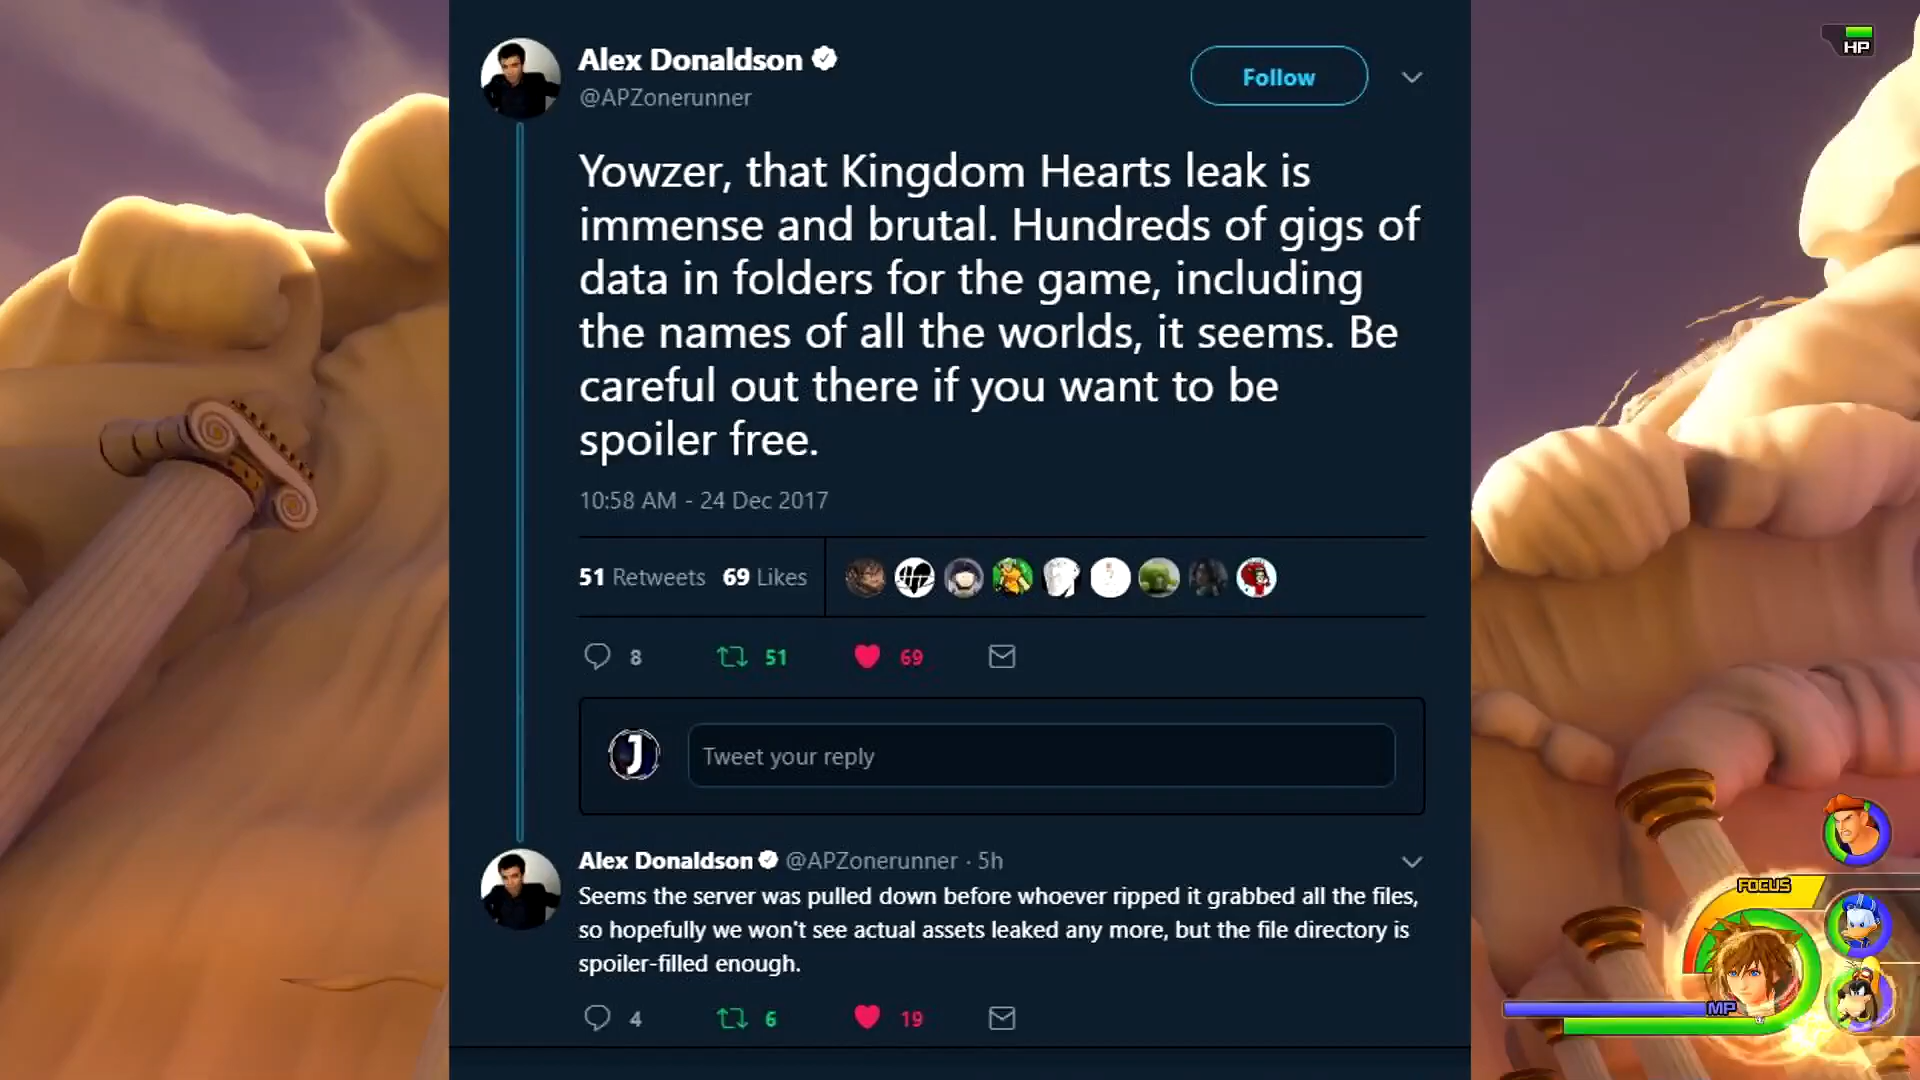 Alex Donaldson
@APZonerunner
Follow
Yowzer, that Kingdom Hearts leak is
immense and brutal. Hundreds of gigs of
data in folders for the game, including
the names of all the worlds, it seems. Be
careful out there if you want to be
spoiler free.
10:58 AM - 24 Dec 2017
51 Retweets 69 Likes
8 51 69
J Tweet your reply
Alex Donaldson @APZonerunner · 5h
Seems the server was pulled down before whoever ripped it grabbed all the files,
so hopefully we won't see actual assets leaked any more, but the file directory is
spoiler-filled enough.
4 6 19
HP
FOCUS
MP